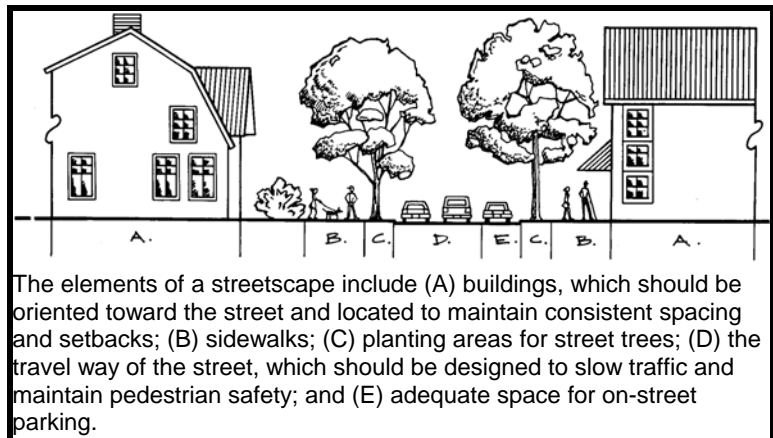 A. B. C. D. E. C. B. A.
The elements of a streetscape include (A) buildings, which should be
oriented toward the street and located to maintain consistent spacing
and setbacks; (B) sidewalks; (C) planting areas for street trees; (D) the
travel way of the street, which should be designed to slow traffic and
maintain pedestrian safety; and (E) adequate space for on-street
parking.